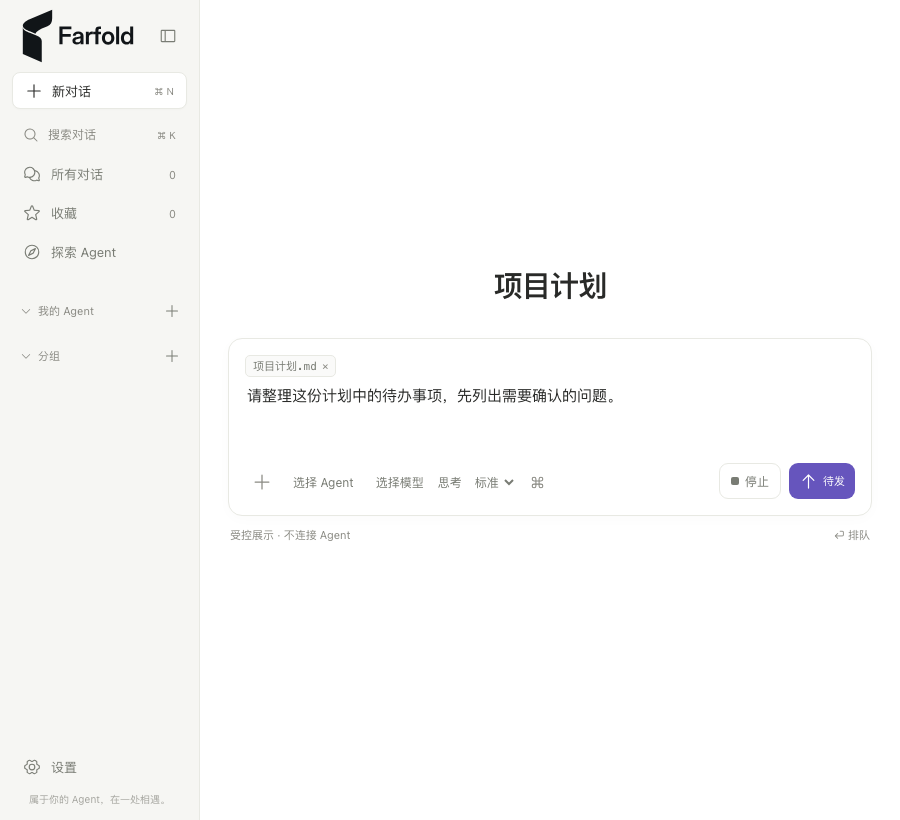 Farfold
新对话 ⌘ N
搜索对话 ⌘ K
所有对话 0
收藏 0
探索 Agent
我的 Agent
分组
设置
属于你的 Agent，在一处相遇。
项目计划
项目计划.md ×
请整理这份计划中的待办事项，先列出需要确认的问题。
选择 Agent 选择模型 思考 标准 ⌘ 停止 待发
受控展示 · 不连接 Agent ↵ 排队